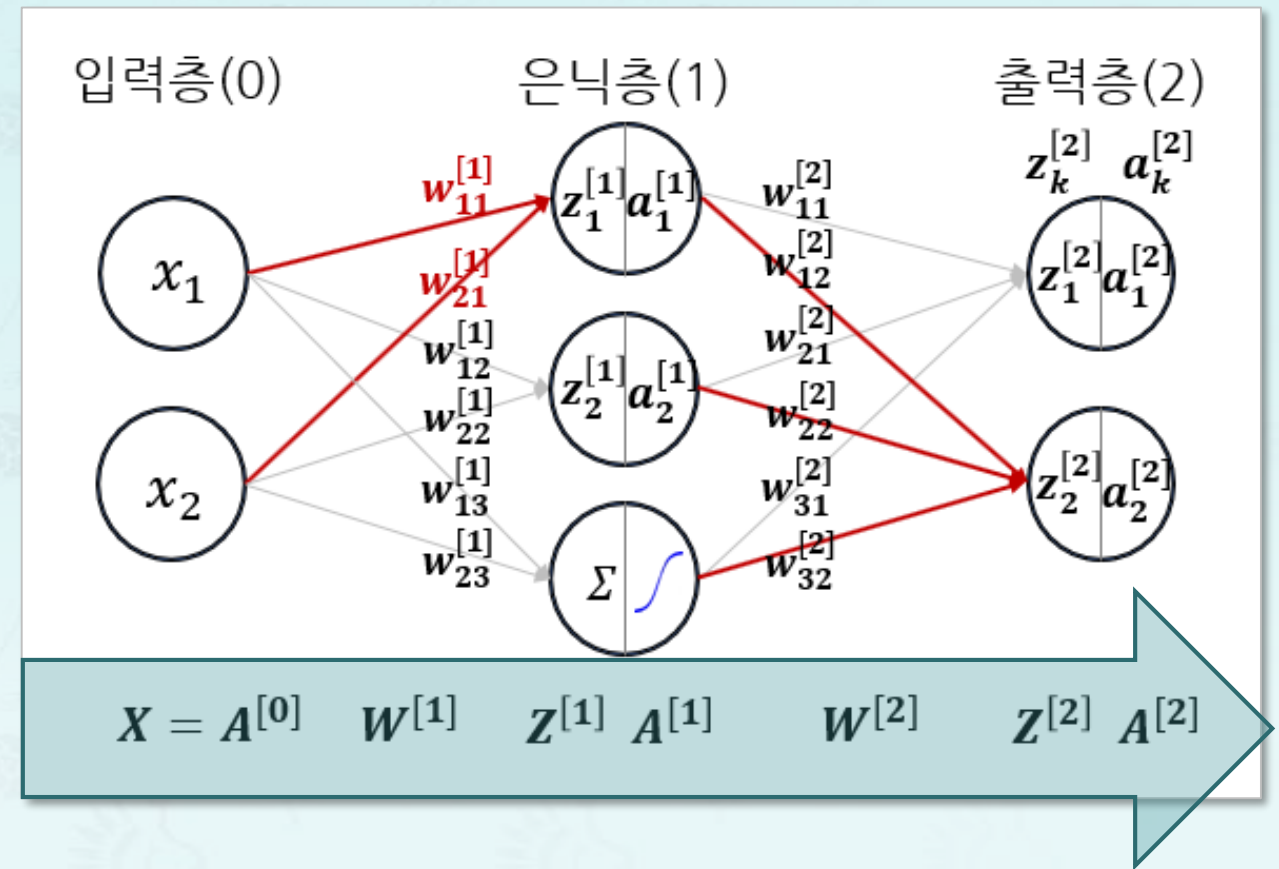 입력층(0) 은닉층(1) 출력층(2)
z_k^[2] a_k^[2]
x_1
x_2
w_11^[1]
w_21^[1]
w_12^[1]
w_22^[1]
w_13^[1]
w_23^[1]
z_1^[1] a_1^[1]
z_2^[1] a_2^[1]
Σ
w_11^[2]
w_12^[2]
w_21^[2]
w_22^[2]
w_31^[2]
w_32^[2]
z_1^[2] a_1^[2]
z_2^[2] a_2^[2]
X = A^[0] W^[1] Z^[1] A^[1] W^[2] Z^[2] A^[2]